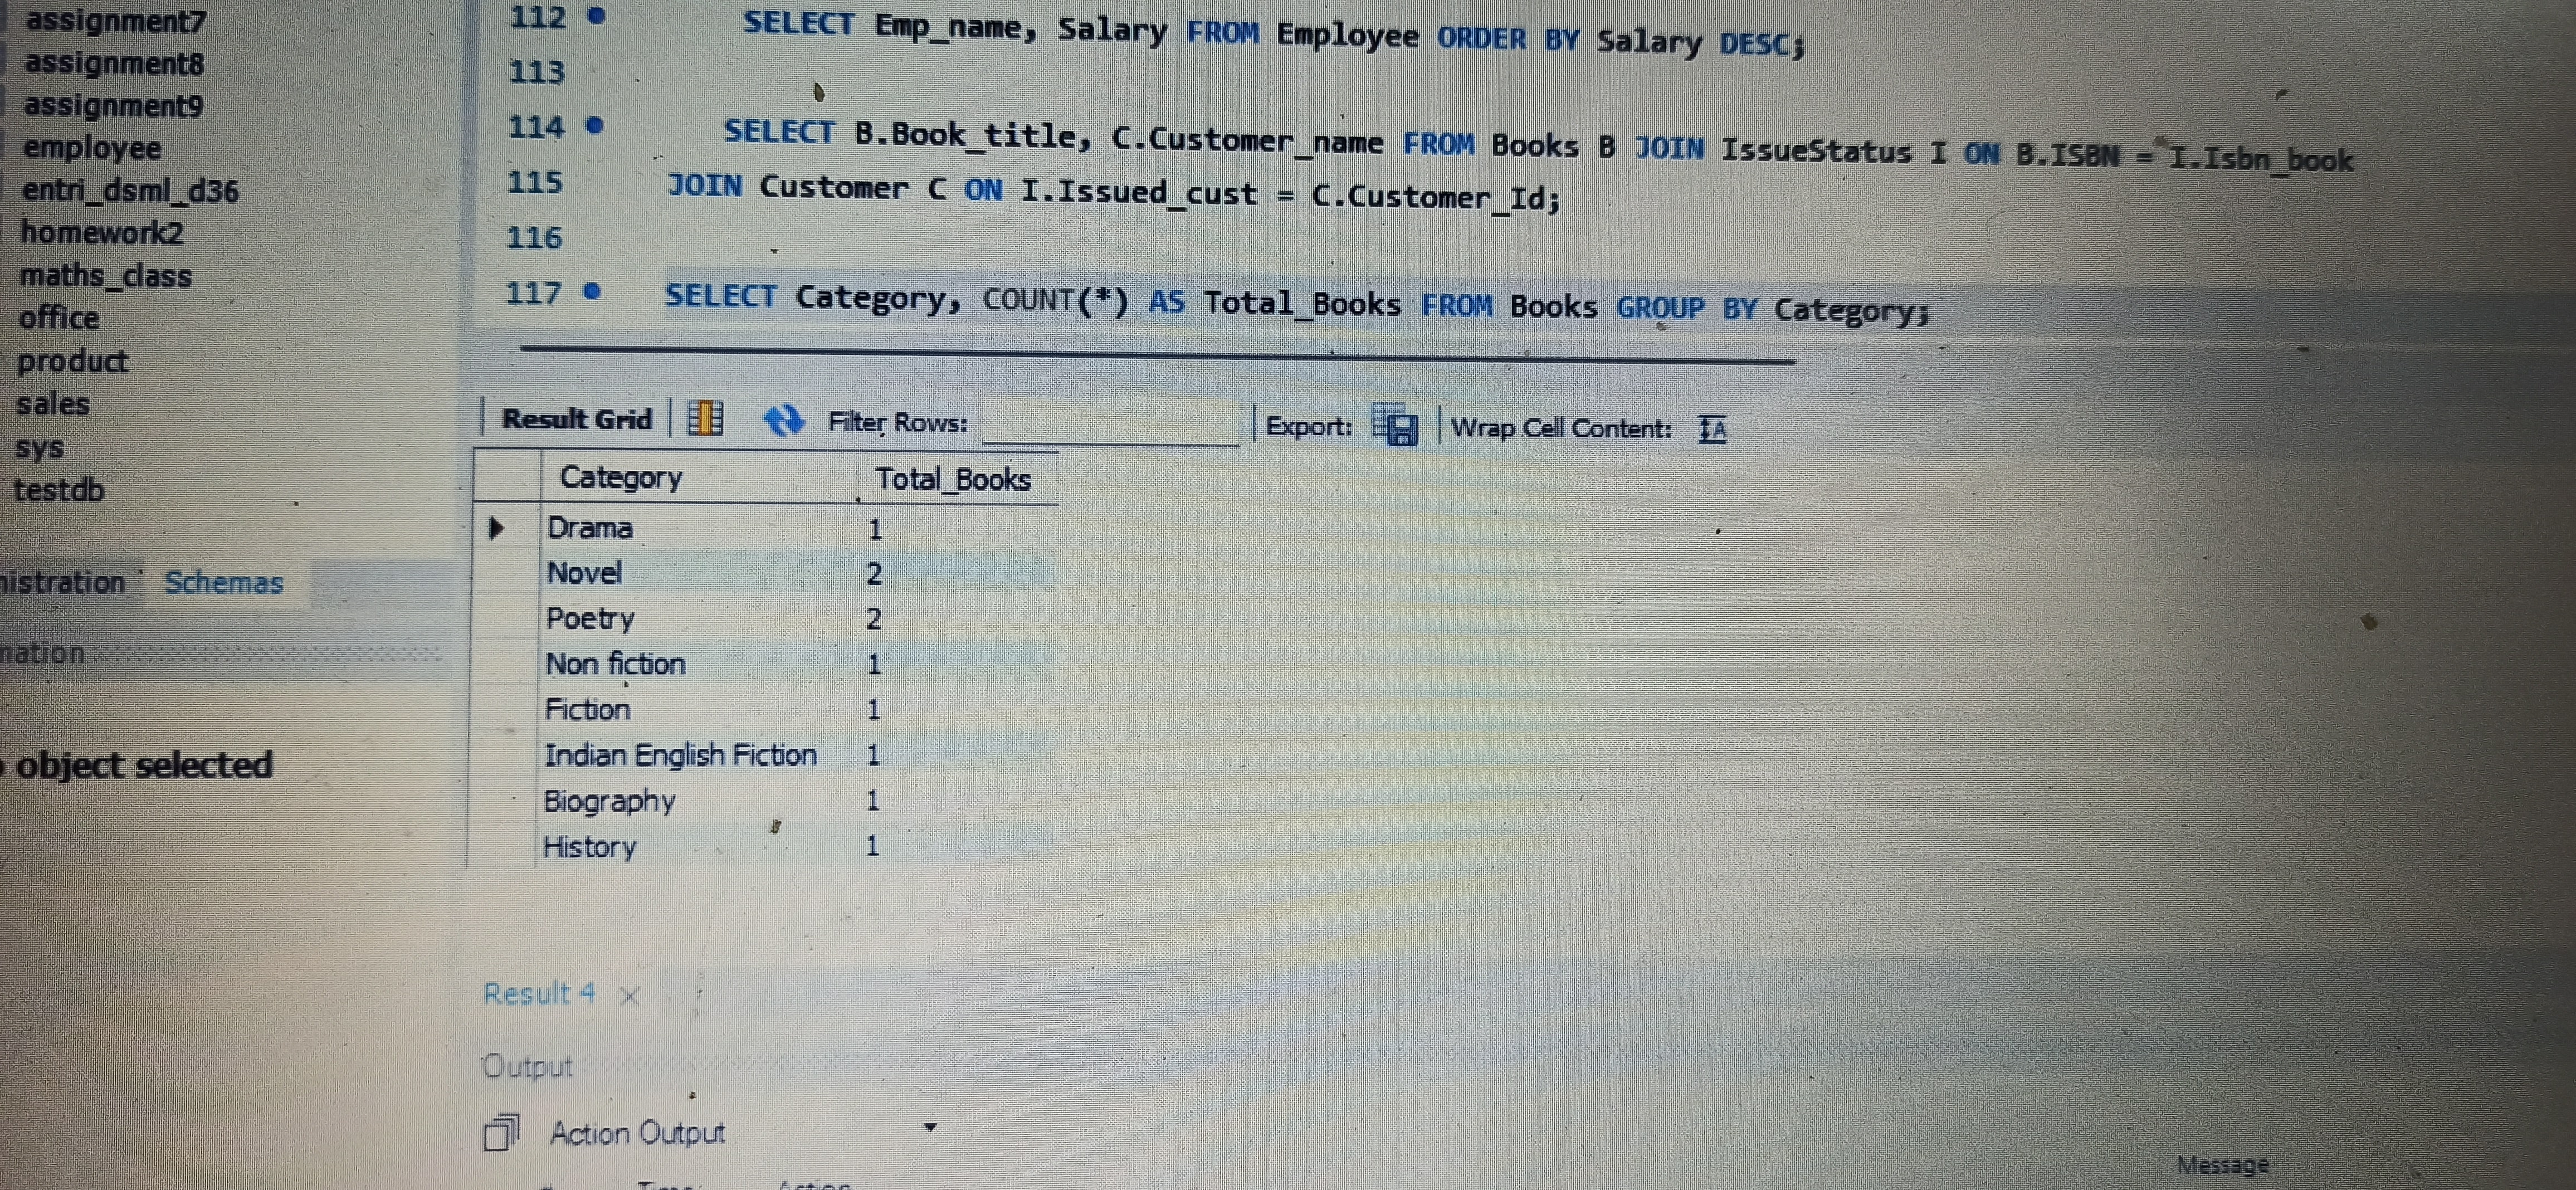 assignment7
assignment8
assignment9
employee
entri_dsml_d36
homework2
maths_class
office
product
sales
sys
testdb
nistration Schemas
object selected
112 SELECT Emp_name, Salary FROM Employee ORDER BY Salary DESC;
113
114 SELECT B.Book_title, C.Customer_name FROM Books B JOIN IssueStatus I ON B.ISBN = I.Isbn_book
115 JOIN Customer C ON I.Issued_cust = C.Customer_Id;
116
117 SELECT Category, COUNT(*) AS Total_Books FROM Books GROUP BY Category;
Result Grid Filter Rows: Export: Wrap Cell Content: IA
Category Total_Books
Drama 1
Novel 2
Poetry 2
Non fiction 1
Fiction 1
Indian English Fiction 1
Biography 1
History 1
Result 4 ×
Output
Action Output
Message